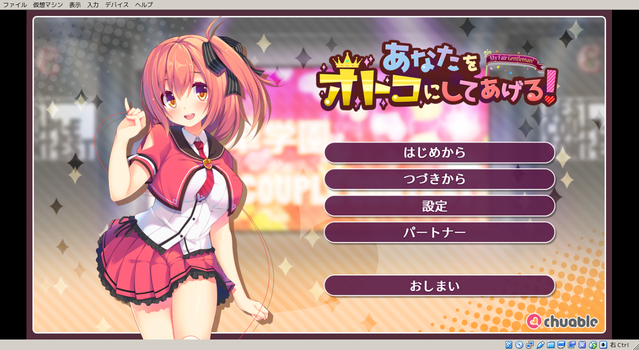 ファイル 仮想マシン 表示 入力 デバイス ヘルプ
あなたを
My Fair Gentleman
オトコにしてあげる!
学園
COUPL
はじめから
つづきから
設定
パートナー
おしまい
chuable
右 Ctrl